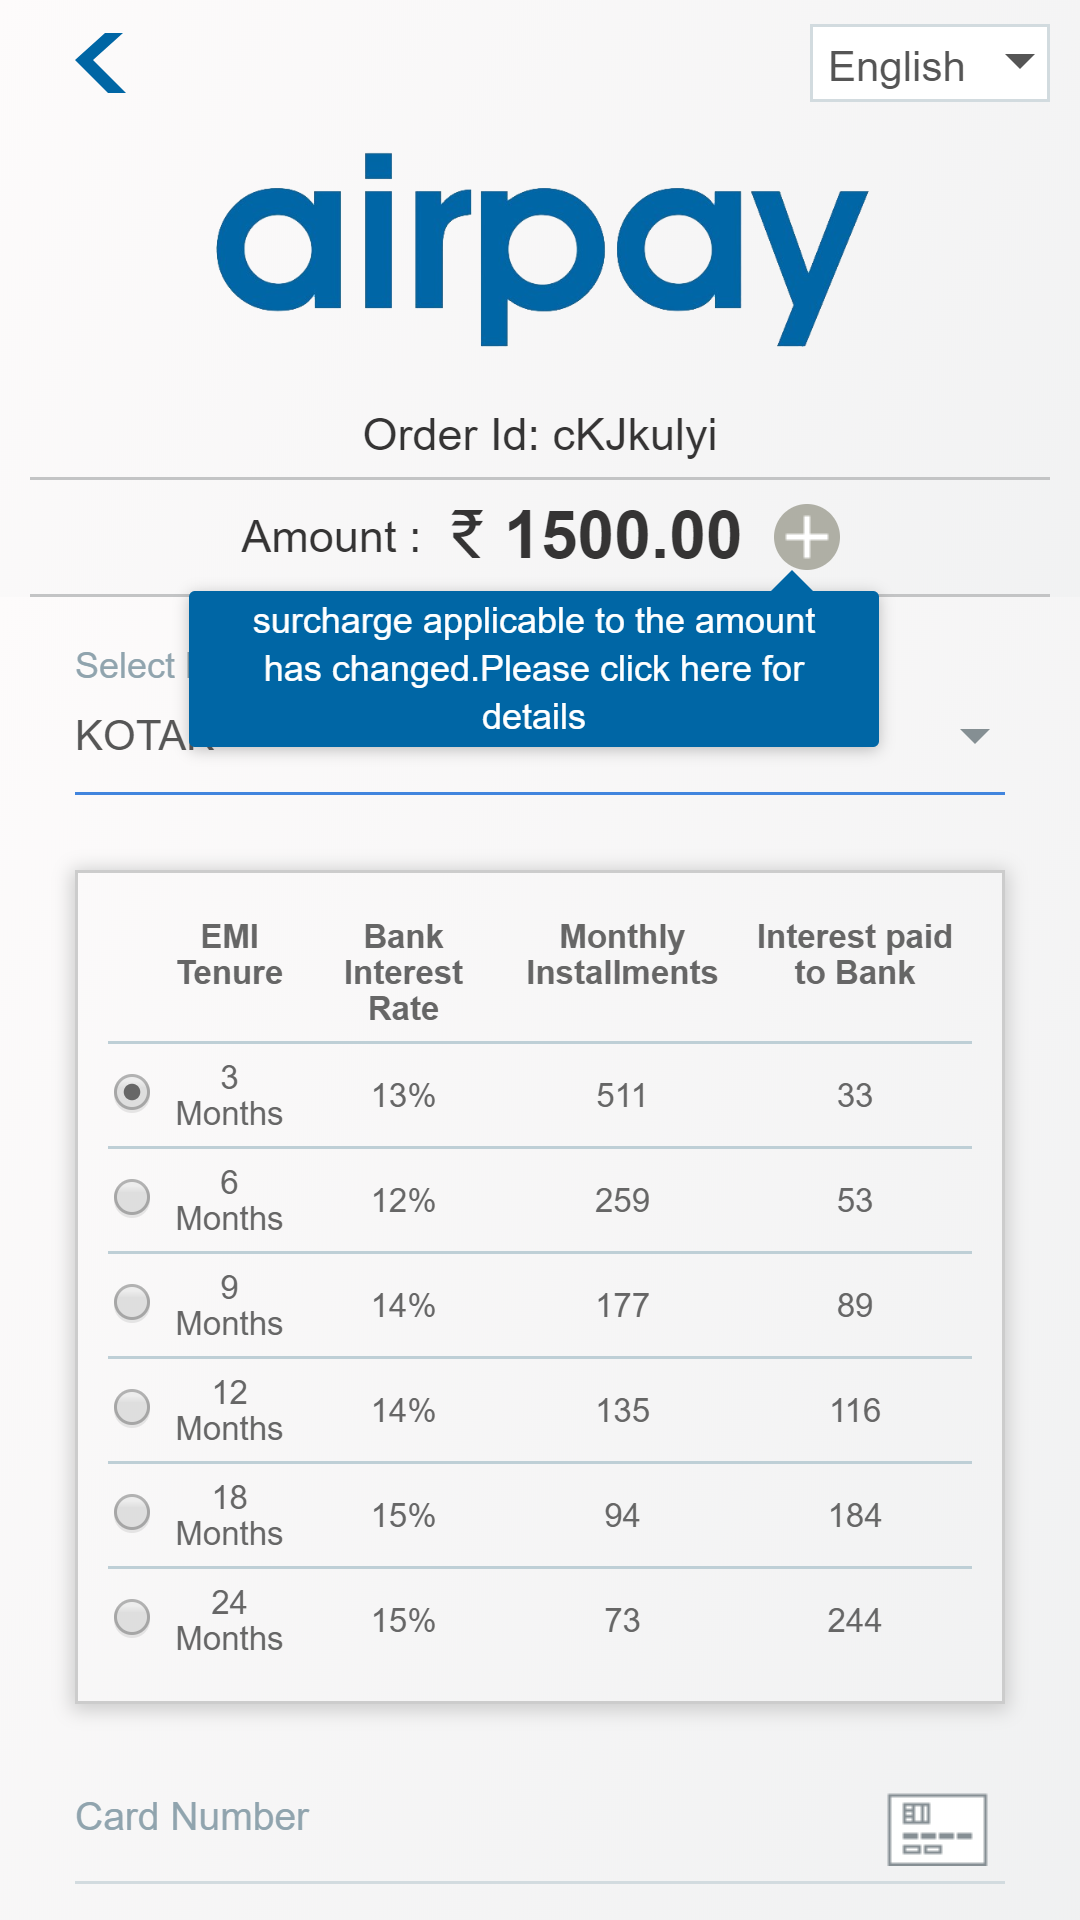 English
airpay
Order Id: cKJkulyi
Amount : ₹ 1500.00
surcharge applicable to the amount
has changed.Please click here for
details
Select
EMI Tenure
Bank Interest Rate
Monthly Installments
Interest paid to Bank
3 Months 13% 511 33
6 Months 12% 259 53
9 Months 14% 177 89
12 Months 14% 135 116
18 Months 15% 94 184
24 Months 15% 73 244
Card Number